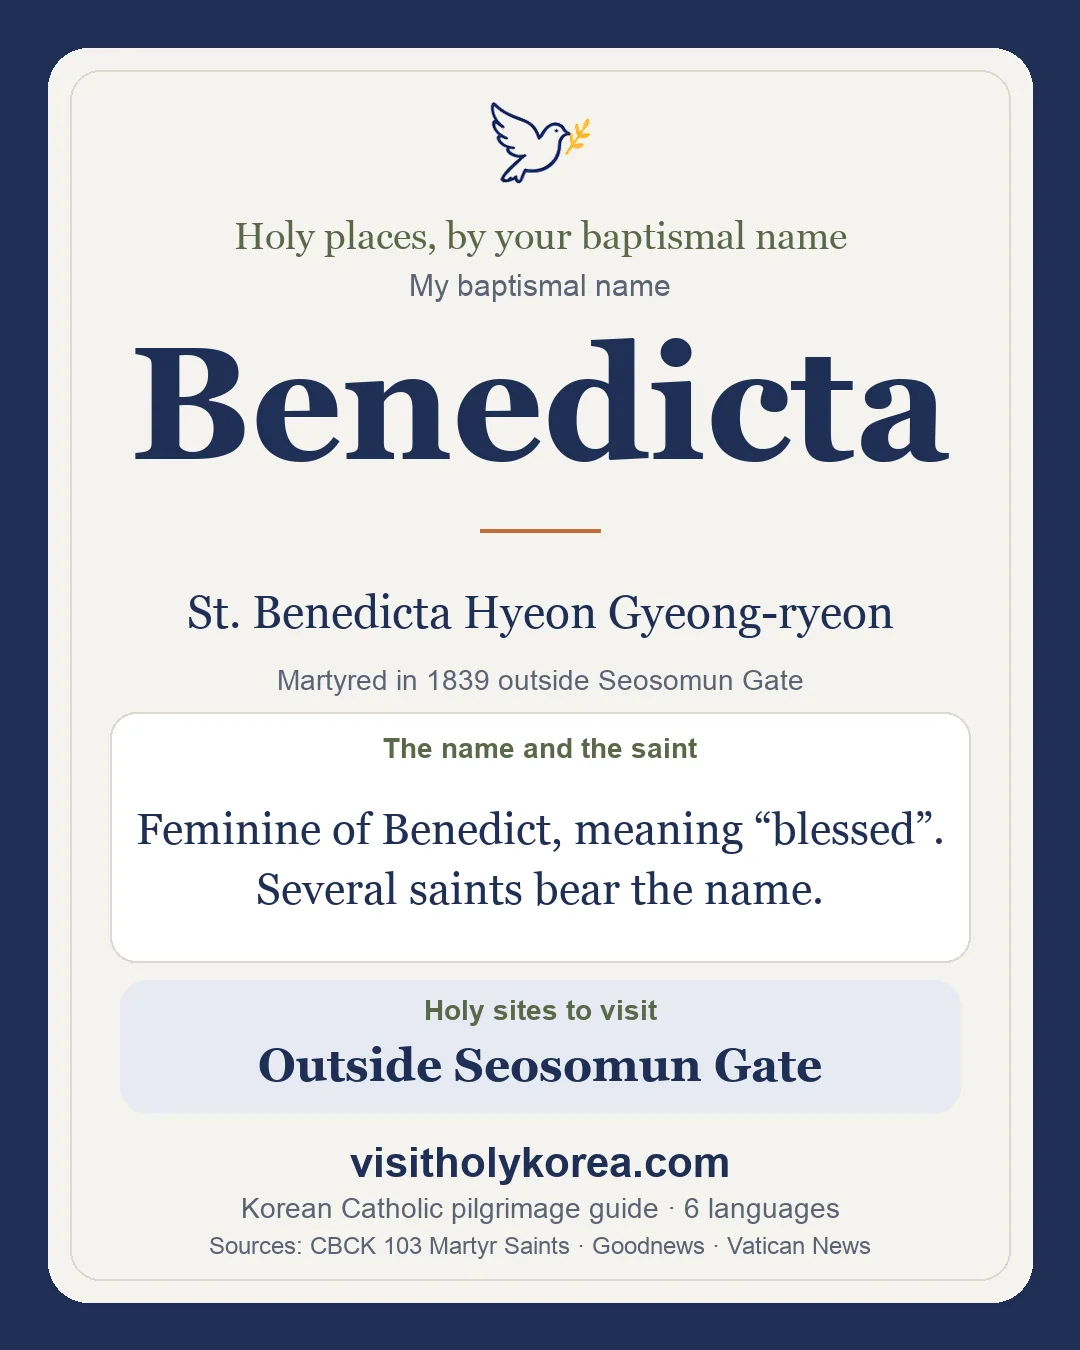 Holy places, by your baptismal name
My baptismal name
Benedicta
St. Benedicta Hyeon Gyeong-ryeon
Martyred in 1839 outside Seosomun Gate
The name and the saint
Feminine of Benedict, meaning “blessed”.
Several saints bear the name.
Holy sites to visit
Outside Seosomun Gate
visitholykorea.com
Korean Catholic pilgrimage guide · 6 languages
Sources: CBCK 103 Martyr Saints · Goodnews · Vatican News